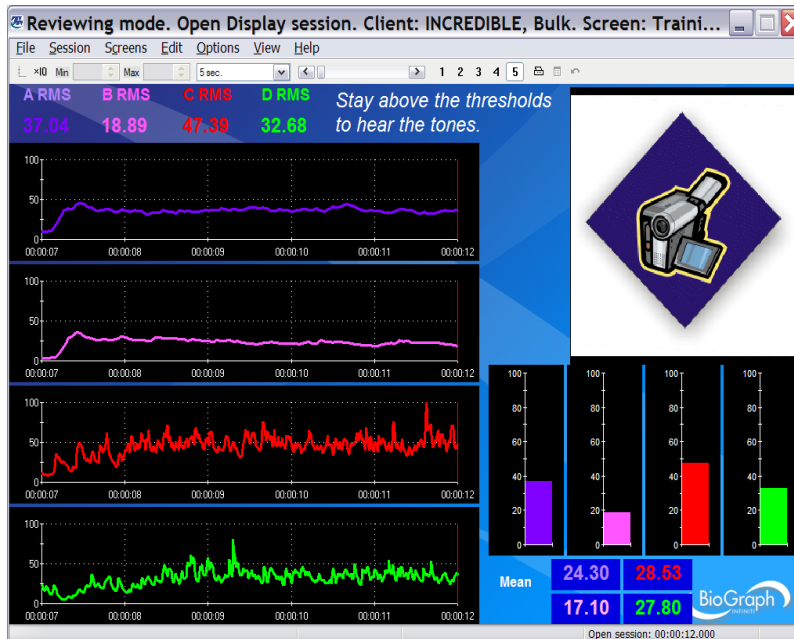 Reviewing mode. Open Display session. Client: INCREDIBLE, Bulk. Screen: Traini...
File Session Screens Edit Options View Help
×10 Min Max 5 sec. 1 2 3 4 5
A RMS B RMS C RMS D RMS
37.04 18.89 47.39 32.68
Stay above the thresholds
to hear the tones.
100
50
0
00:00:07 00:00:08 00:00:09 00:00:10 00:00:11 00:00:12
100
50
0
00:00:07 00:00:08 00:00:09 00:00:10 00:00:11 00:00:12
100
50
0
00:00:07 00:00:08 00:00:09 00:00:10 00:00:11 00:00:12
100
50
0
00:00:07 00:00:08 00:00:09 00:00:10 00:00:11 00:00:12
100 100 100 100
80 80 80 80
60 60 60 60
40 40 40 40
20 20 20 20
0 0 0 0
Mean 24.30 28.53
17.10 27.80
BioGraph
INFINITI
Open session: 00:00:12.000